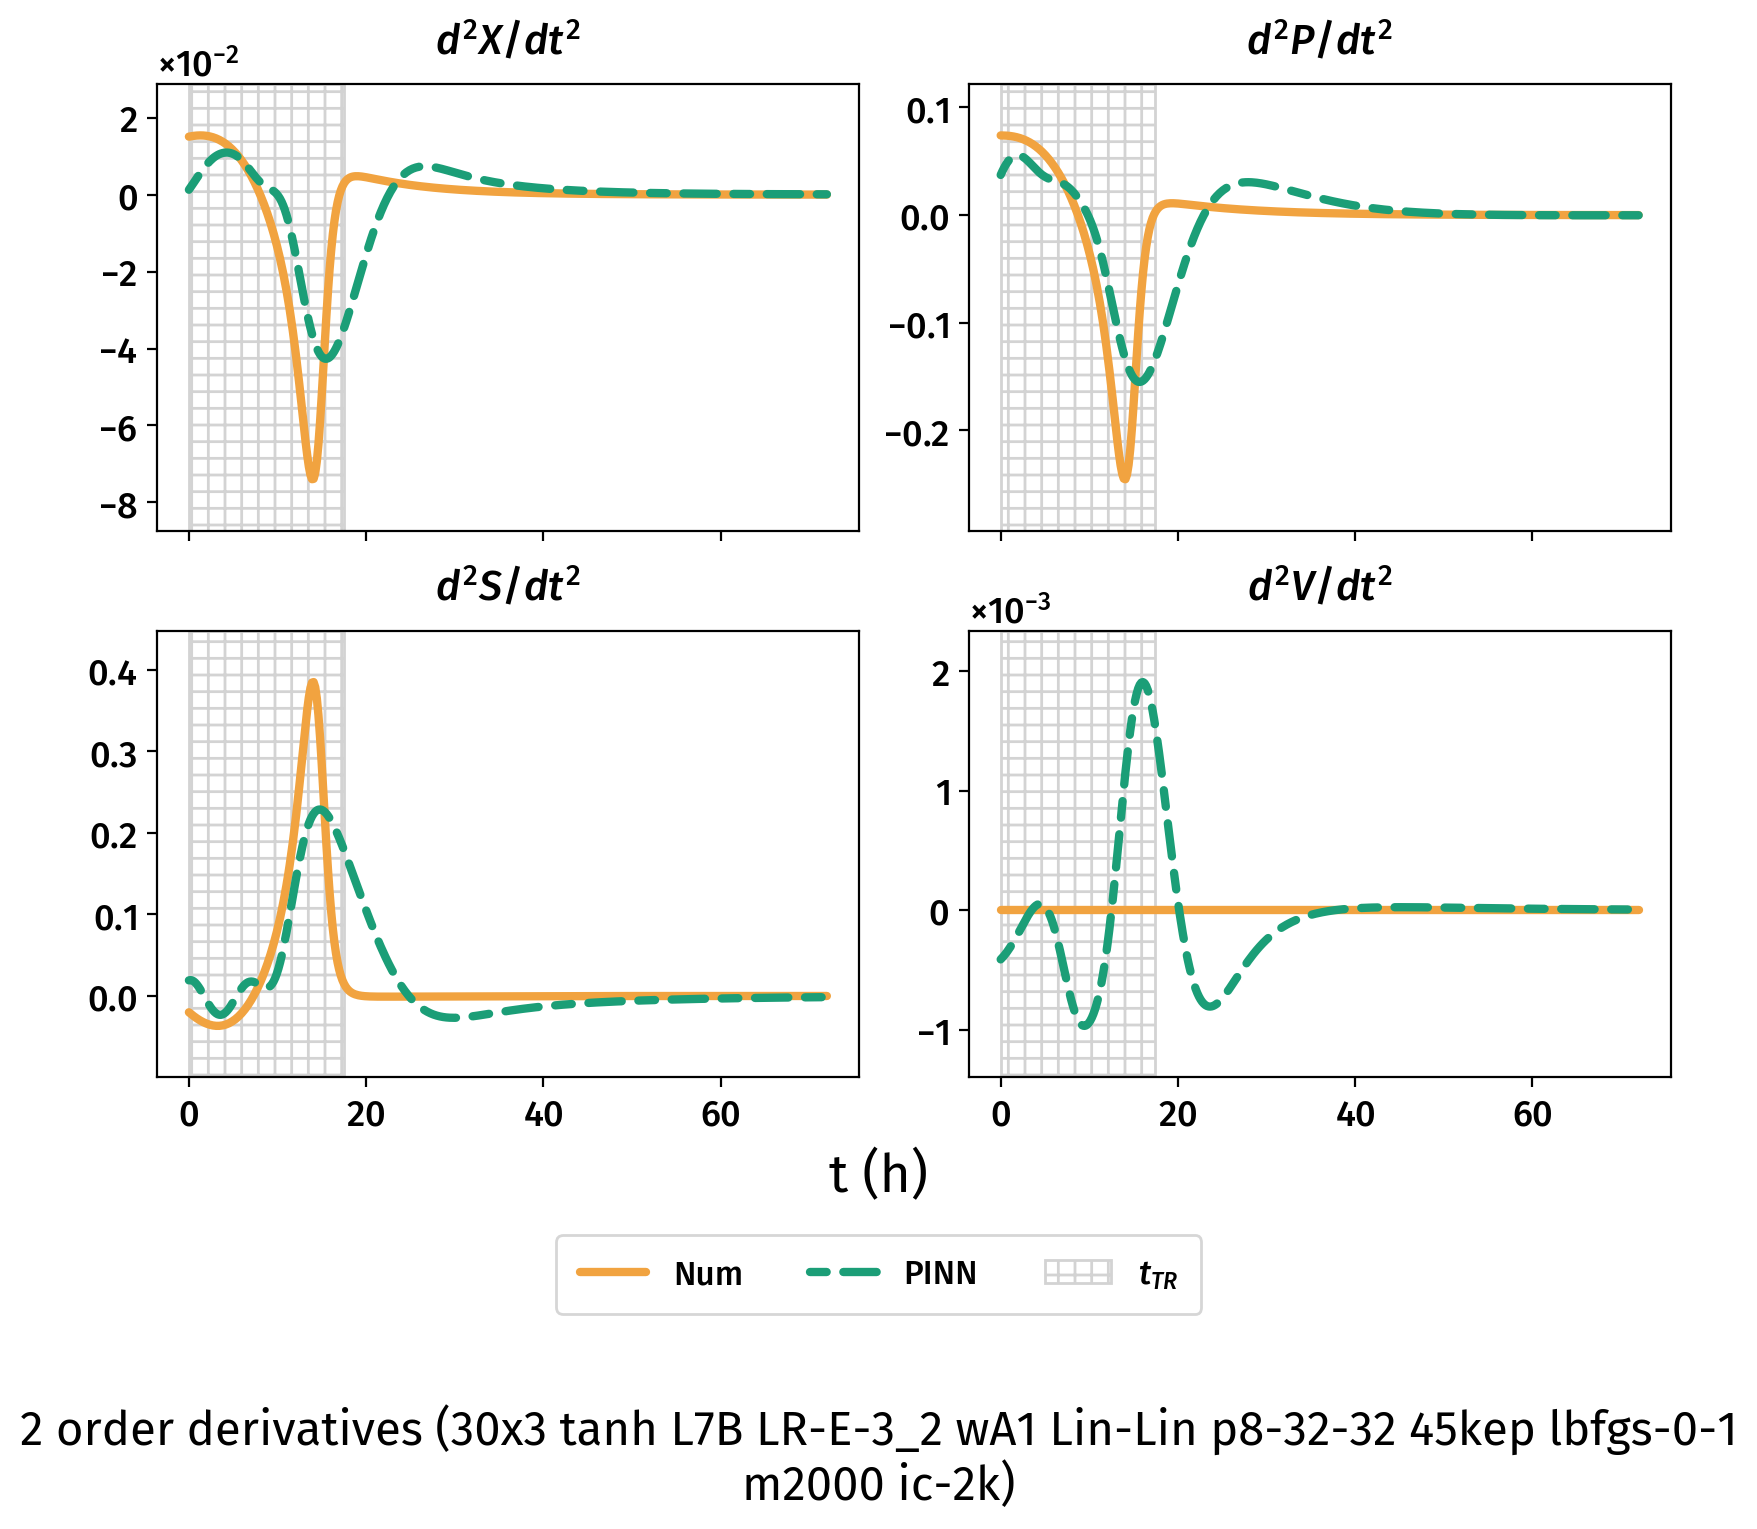 d²X/dt²
d²P/dt²
×10⁻²
2
0
−2
−4
−6
−8
0.1
0.0
−0.1
−0.2
d²S/dt²
d²V/dt²
0.4
0.3
0.2
0.1
0.0
×10⁻³
2
1
0
−1
0 20 40 60
0 20 40 60
t (h)
Num PINN t_TR
2 order derivatives (30x3 tanh L7B LR-E-3_2 wA1 Lin-Lin p8-32-32 45kep lbfgs-0-1
m2000 ic-2k)